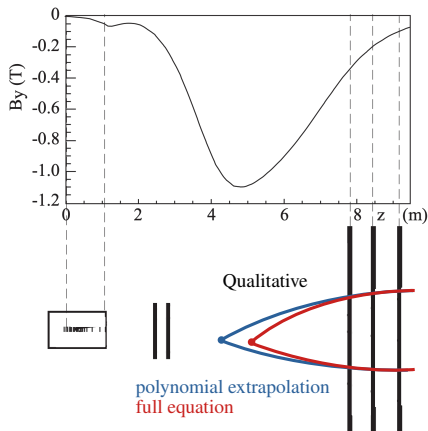 0
-0.2
-0.4
-0.6
-0.8
-1.0
-1.2
By (T)
0 2 4 6 8 z (m)
Qualitative
polynomial extrapolation
full equation